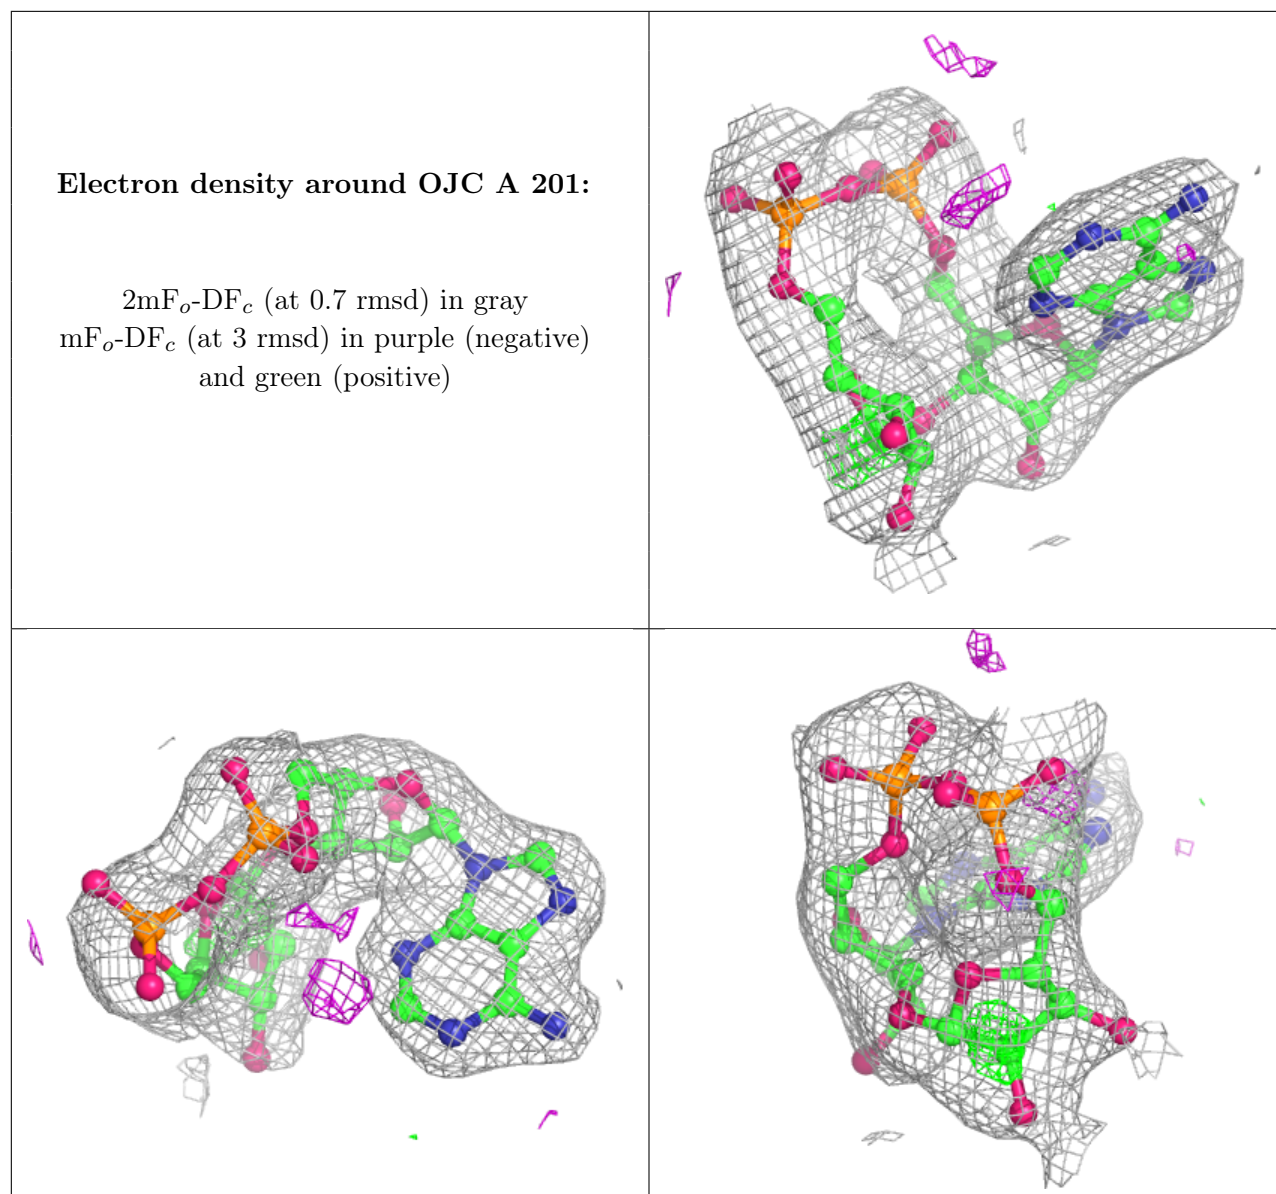 Electron density around OJC A 201:
2mFₒ-DF𝒸 (at 0.7 rmsd) in gray
mFₒ-DF𝒸 (at 3 rmsd) in purple (negative)
and green (positive)